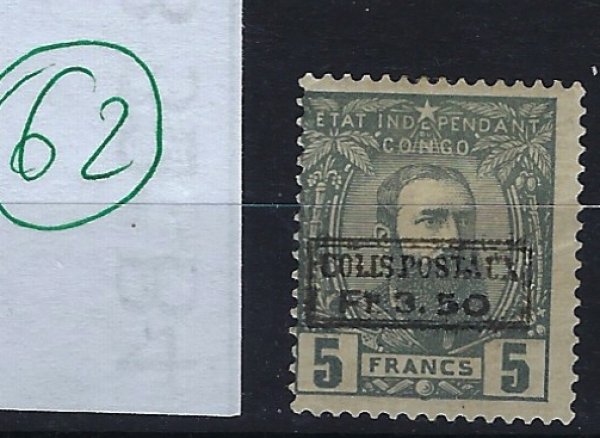 62
ETAT INDEPENDANT
CONGO
COLIS.POSTAUX
Fr 3.50
5 FRANCS 5